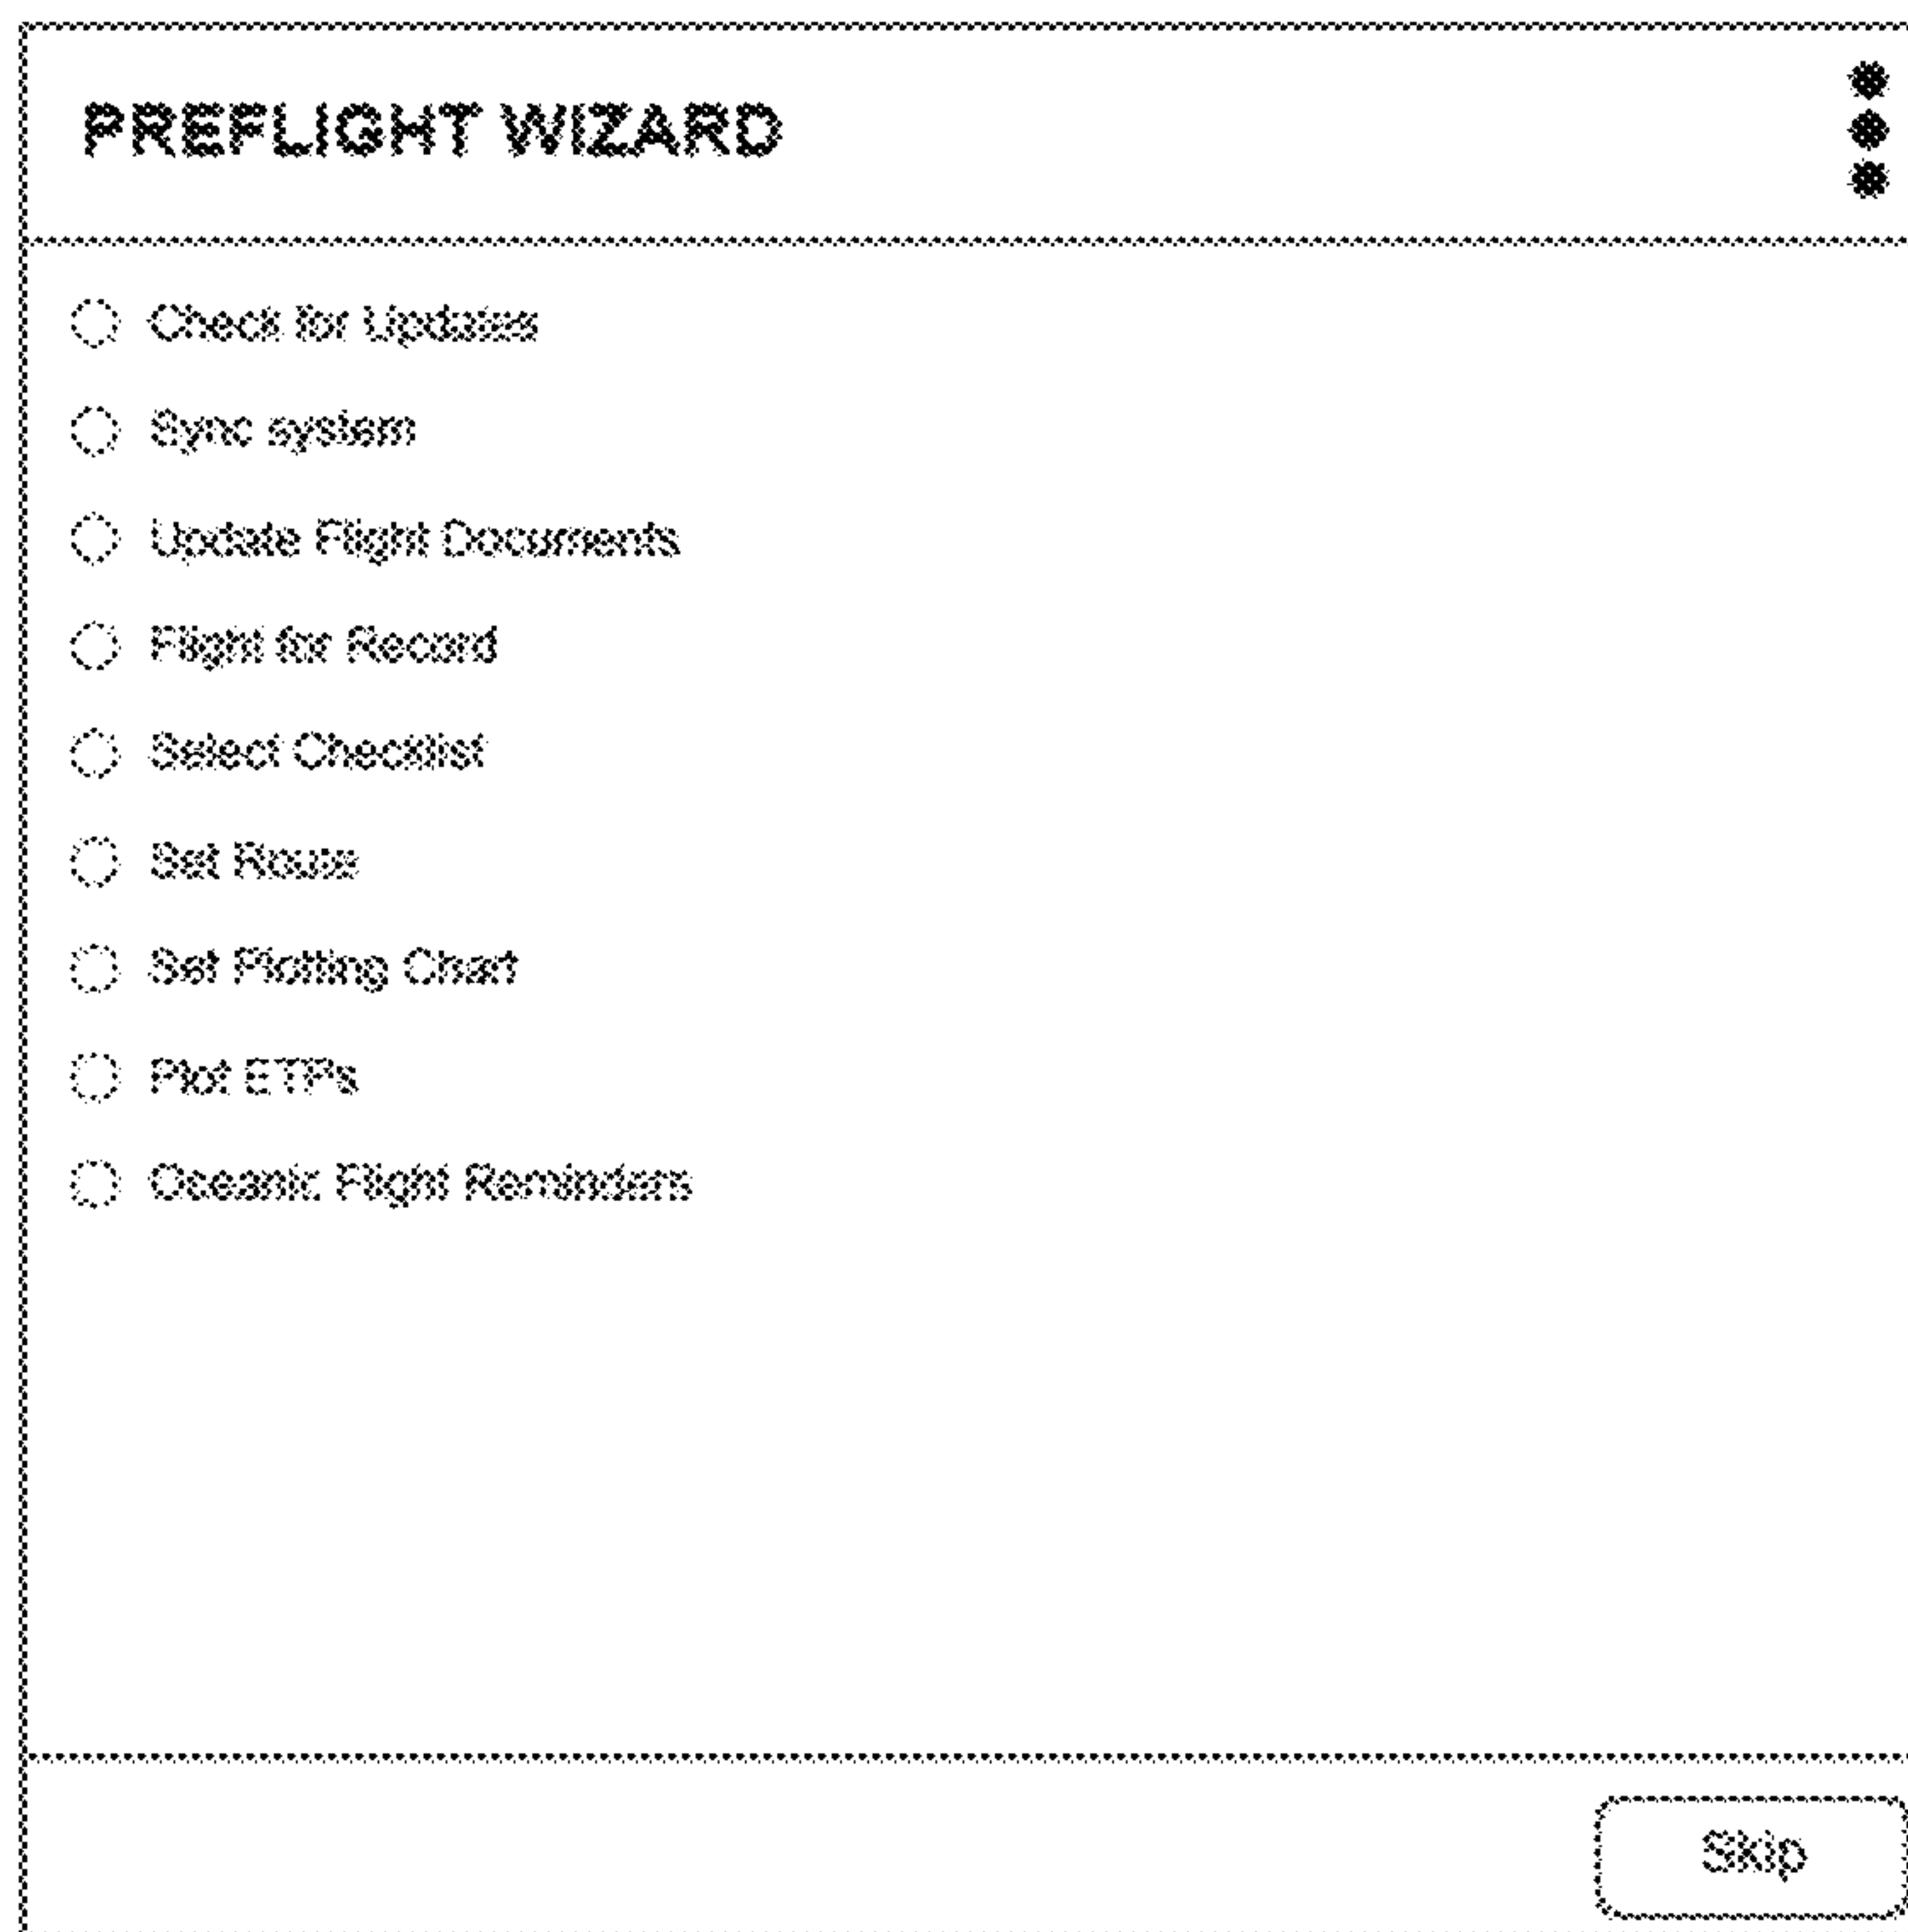 PREFLIGHT WIZARD
Check for Updates
Sync system
Update Flight Documents
Flight for Record
Select Checklist
Set Route
Set Plotting Chart
Plot ETPs
Oceanic Flight Reminders
Skip